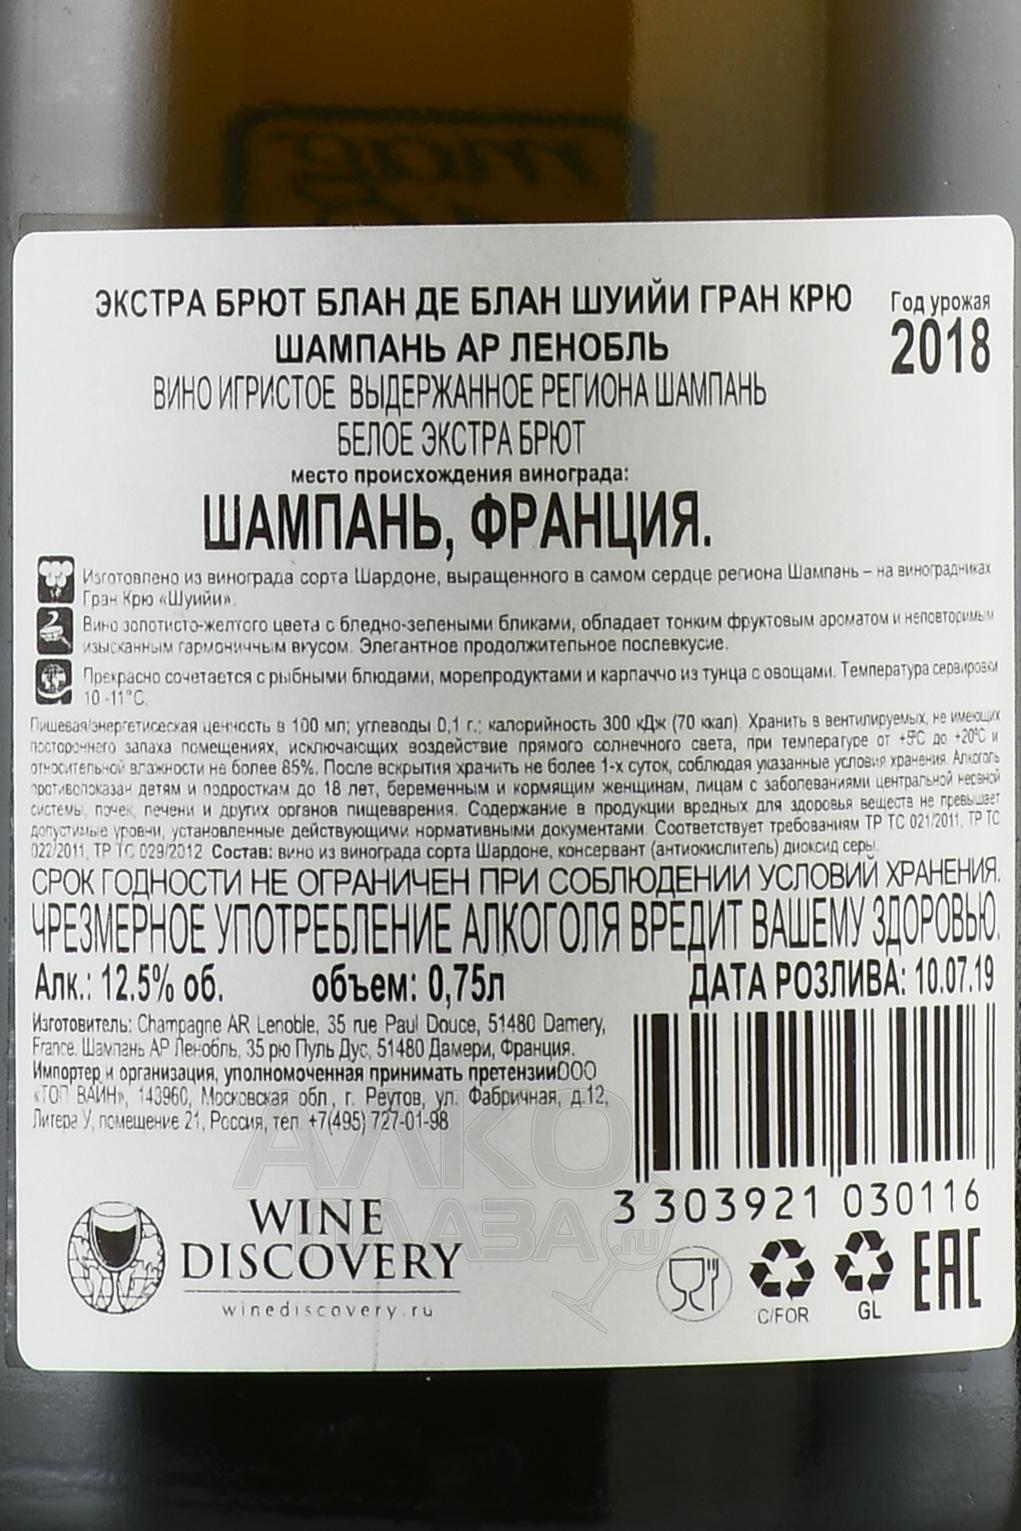 ЭКСТРА БРЮТ БЛАН ДЕ БЛАН ШУИЙИ ГРАН КРЮ
Год урожая
2018
ШАМПАНЬ АР ЛЕНОБЛЬ
ВИНО ИГРИСТОЕ ВЫДЕРЖАННОЕ РЕГИОНА ШАМПАНЬ
БЕЛОЕ ЭКСТРА БРЮТ
место происхождения винограда:
ШАМПАНЬ, ФРАНЦИЯ.
Изготовлено из винограда сорта Шардоне, выращенного в самом сердце региона Шампань – на виноградниках
Гран Крю «Шуийи».
Вино золотисто-желтого цвета с бледно-зелеными бликами, обладает тонким фруктовым ароматом и неповторимым
изысканным гармоничным вкусом. Элегантное продолжительное послевкусие.
Прекрасно сочетается с рыбными блюдами, морепродуктами и карпаччо из тунца с овощами. Температура сервировки
10 -11°С.
Пищевая/энергетисеская ценность в 100 мл; углеводы 0,1 г.; калорийность 300 кДж (70 ккал). Хранить в вентилируемых, не имеющих
постороннего запаха помещениях, исключающих воздействие прямого солнечного света, при температуре от +5°С до +20°С и
относительной влажности не более 85%. После вскрытия хранить не более 1-х суток, соблюдая указанные условия хранения. Алкоголь
противопоказан детям и подросткам до 18 лет, беременным и кормящим женщинам, лицам с заболеваниями центральной нервной
системы, почек, печени и других органов пищеварения. Содержание в продукции вредных для здоровья веществ не превышает
допустимые уровни, установленные действующими нормативными документами. Соответствует требованиям ТР ТС 021/2011, ТР ТС
022/2011, ТР ТС 029/2012. Состав: вино из винограда сорта Шардоне, консервант (антиокислитель) диоксид серы.
СРОК ГОДНОСТИ НЕ ОГРАНИЧЕН ПРИ СОБЛЮДЕНИИ УСЛОВИЙ ХРАНЕНИЯ.
ЧРЕЗМЕРНОЕ УПОТРЕБЛЕНИЕ АЛКОГОЛЯ ВРЕДИТ ВАШЕМУ ЗДОРОВЬЮ.
Алк.: 12.5% об. объем: 0,75л ДАТА РОЗЛИВА: 10.07.19
Изготовитель: Champagne AR Lenoble, 35 rue Paul Douce, 51480 Damery,
France. Шампань АР Ленобль, 35 рю Пуль Дус, 51480 Дамери, Франция.
Импортер и организация, уполномоченная принимать претензииООО
«ТОП ВАЙН», 143960, Московская обл., г. Реутов, ул. Фабричная, д.12,
Литера У, помещение 21, Россия, тел. +7(495) 727-01-98
3 303921 030116
WINE
DISCOVERY
winediscovery.ru
C/FOR
GL
EAC
АЛКО
ПЛАЗА
.ru